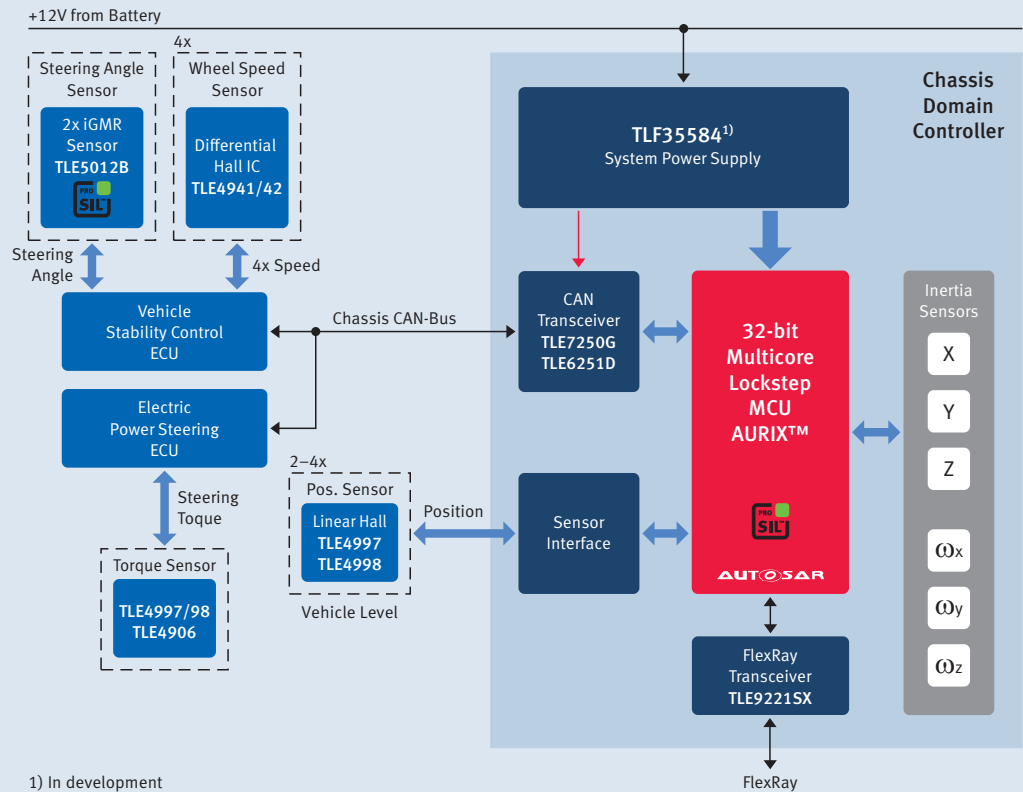 +12V from Battery
Steering Angle
Sensor
2x iGMR
Sensor
TLE5012B
PRO
SIL™
Steering
Angle
4x
Wheel Speed
Sensor
Differential
Hall IC
TLE4941/42
4x Speed
Vehicle
Stability Control
ECU
Chassis CAN-Bus
Electric
Power Steering
ECU
Steering
Toque
Torque Sensor
TLE4997/98
TLE4906
2–4x
Pos. Sensor
Linear Hall
TLE4997
TLE4998
Vehicle Level
Position
Chassis
Domain
Controller
TLF355841)
System Power Supply
CAN
Transceiver
TLE7250G
TLE6251D
Sensor
Interface
32-bit
Multicore
Lockstep
MCU
AURIX™
PRO
SIL™
AUTOSAR
FlexRay
Transceiver
TLE9221SX
FlexRay
Inertia
Sensors
X
Y
Z
ωx
ωy
ωz
1) In development